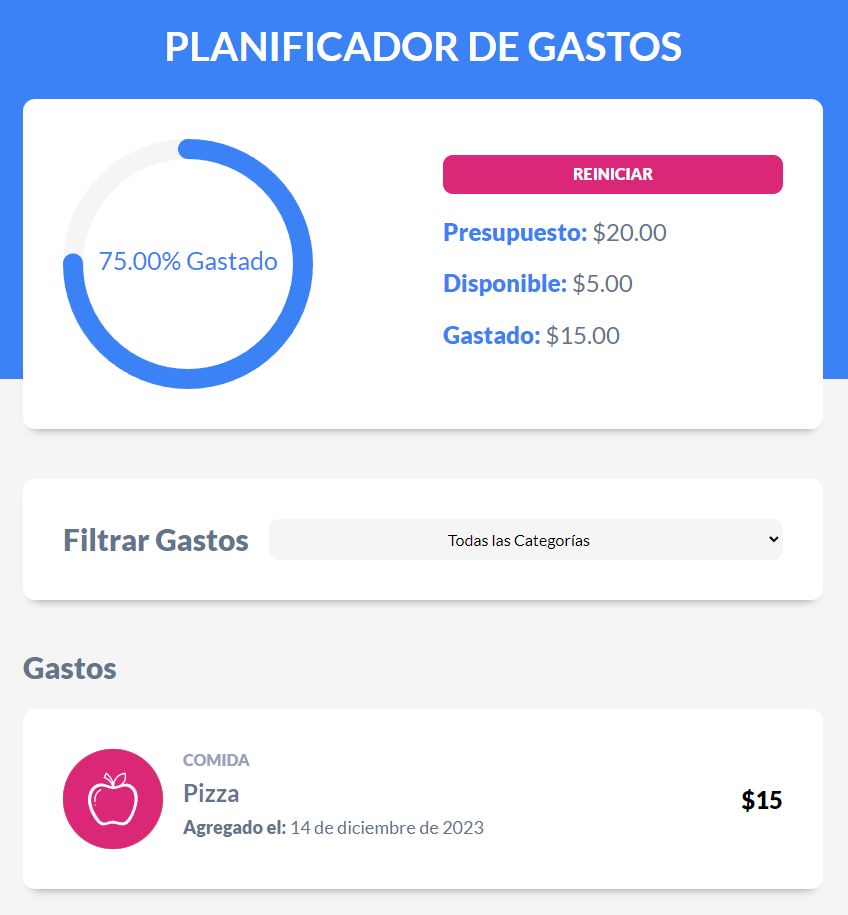 PLANIFICADOR DE GASTOS
75.00% Gastado
REINICIAR
Presupuesto: $20.00
Disponible: $5.00
Gastado: $15.00
Filtrar Gastos
Todas las Categorías
Gastos
COMIDA
Pizza
Agregado el: 14 de diciembre de 2023
$15